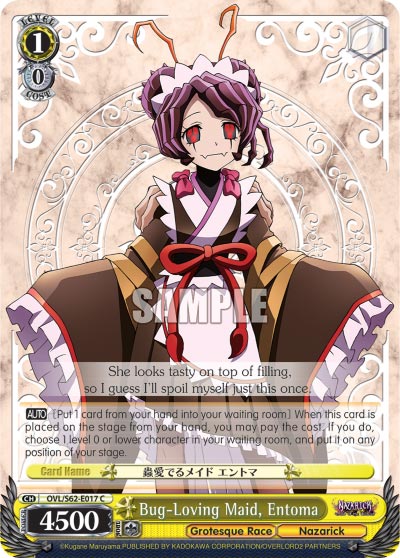 LEVEL
1
0
COST
SAMPLE
She looks tasty on top of filling,
so I guess I'll spoil myself just this once.
AUTO [Put 1 card from your hand into your waiting room] When this card is
placed on the stage from your hand, you may pay the cost. If you do,
choose 1 level 0 or lower character in your waiting room, and put it in
any position of your stage.
Card Name
蟲愛でるメイド エントマ
CH OVL/S62-E017 C
POWER
4500
Bug-Loving Maid, Entoma
NAZARICK
Grotesque Race
Nazarick
©Kugane Maruyama,PUBLISHED BY KADOKAWA CORPORATION/OVERLORD2 PARTNERS